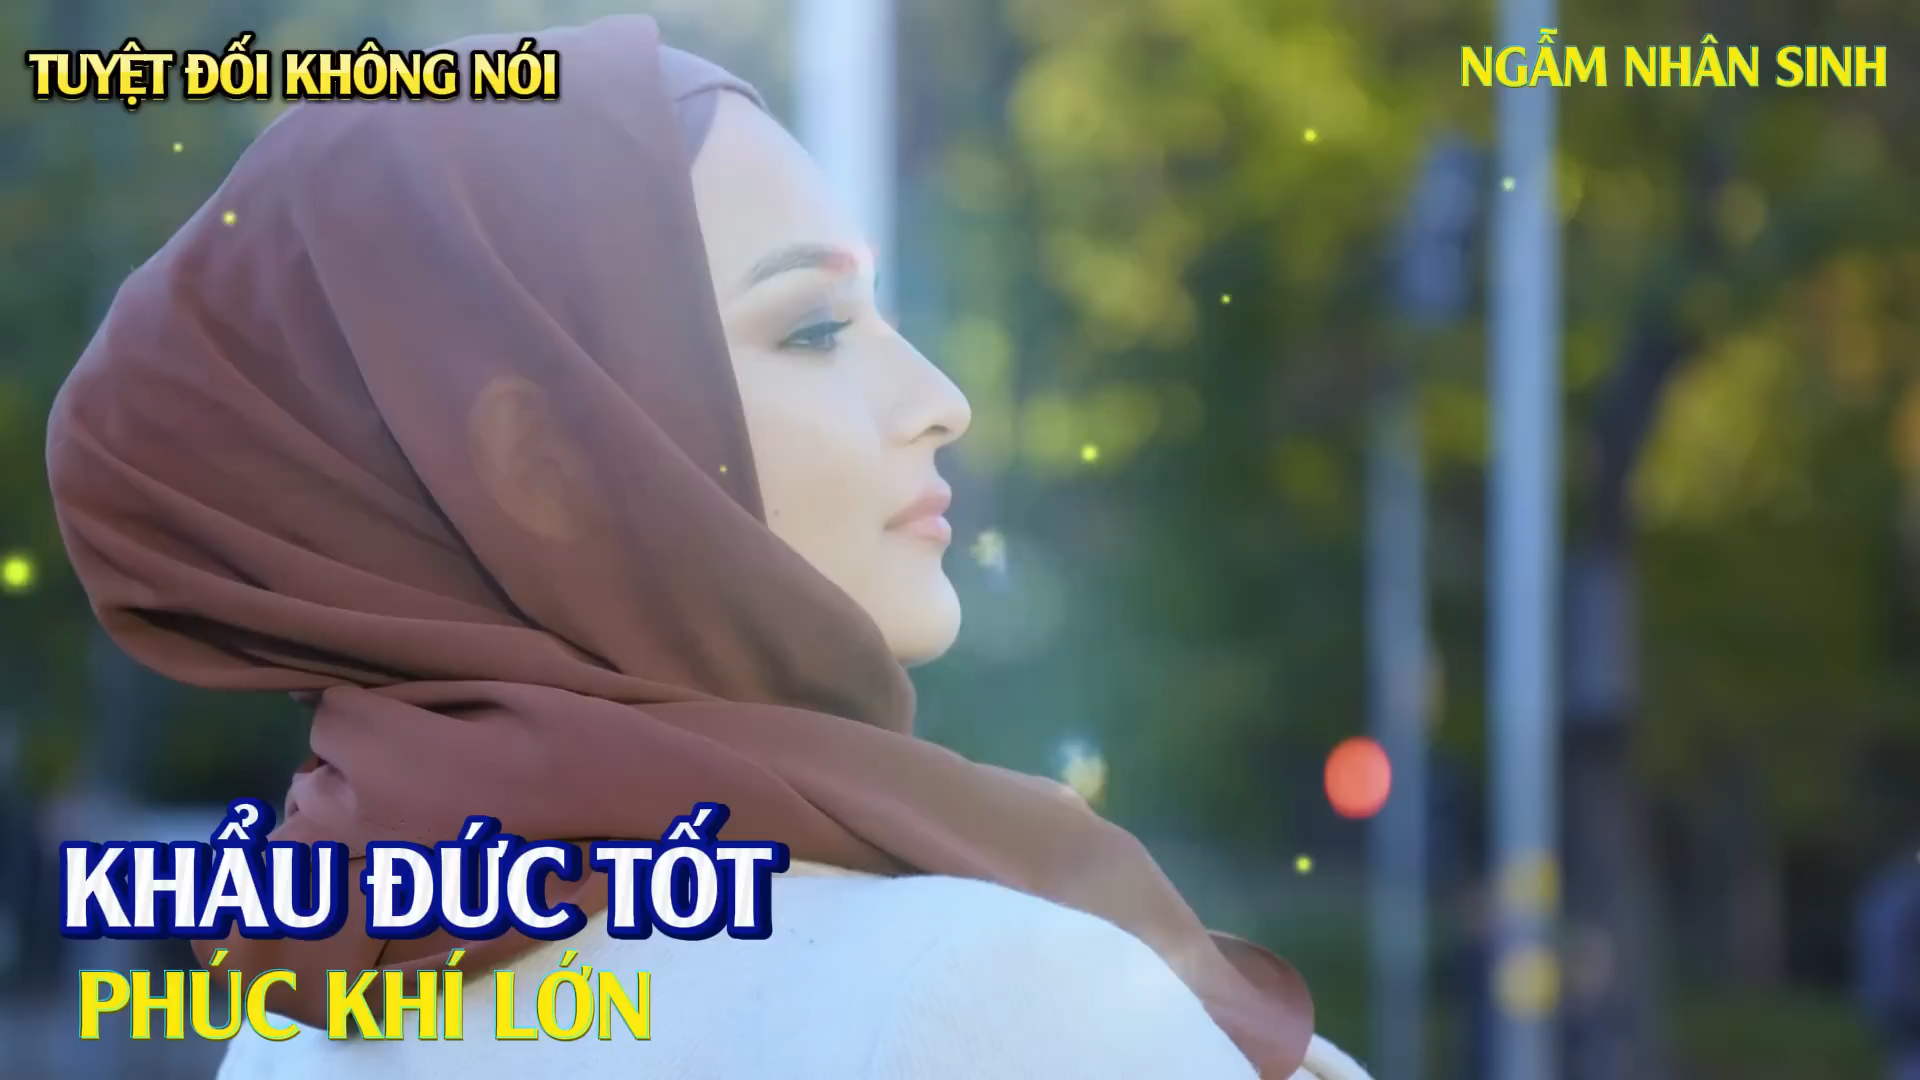 TUYỆT ĐỐI KHÔNG NÓI
NGẪM NHÂN SINH
KHẨU ĐỨC TỐT
PHÚC KHÍ LỚN